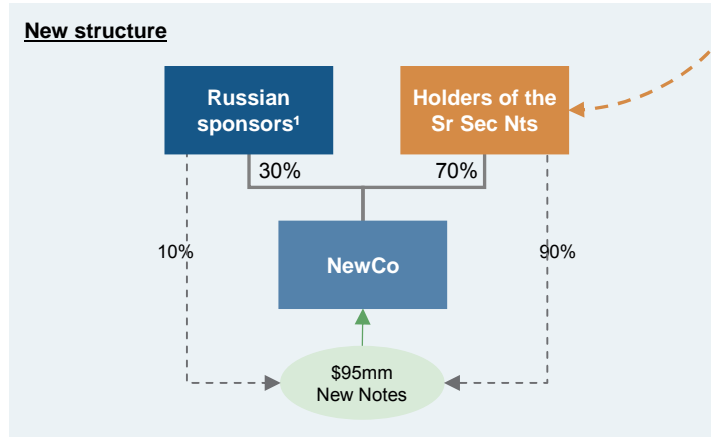 New structure
Russian
sponsors¹
Holders of the
Sr Sec Nts
30%
70%
10%
NewCo
90%
$95mm
New Notes